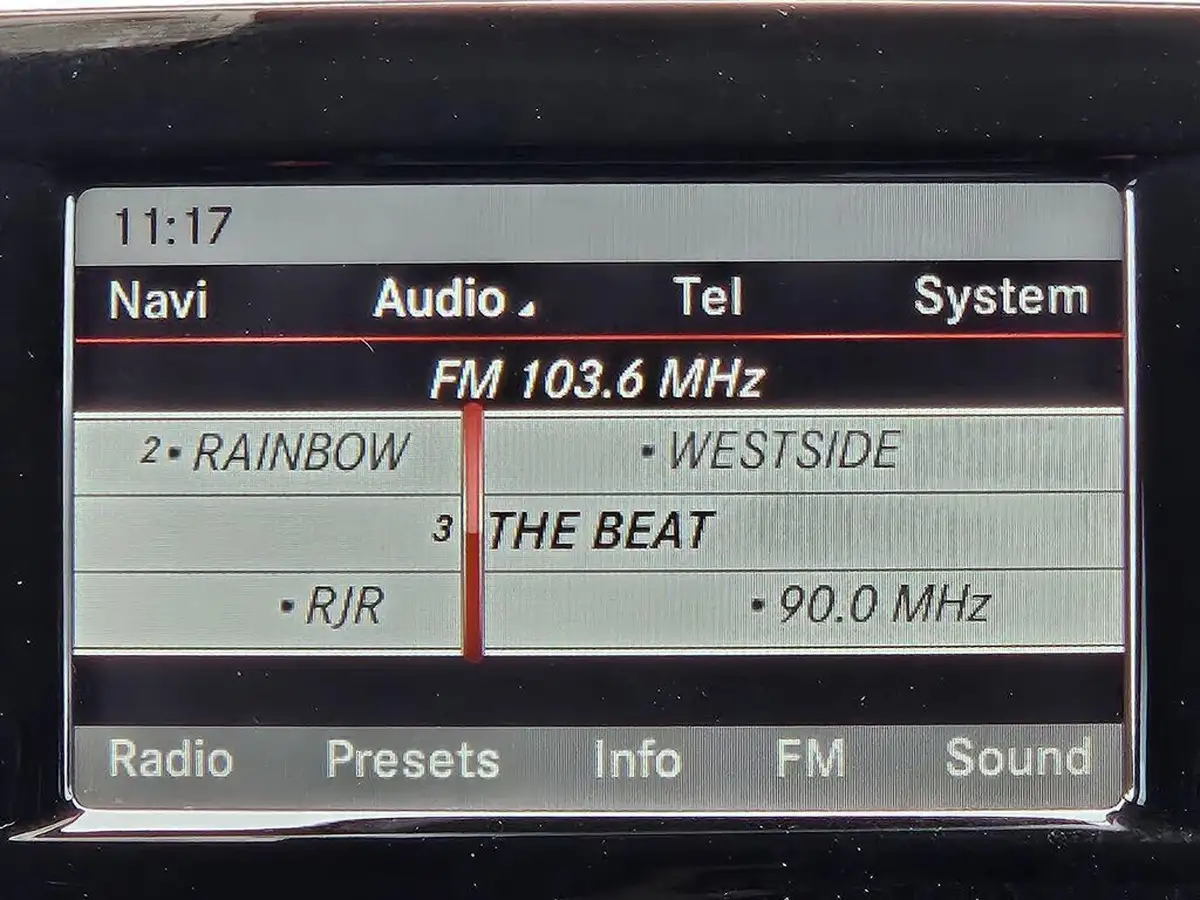 11:17
Navi Audio Tel System
FM 103.6 MHz
2 • RAINBOW • WESTSIDE
3 THE BEAT
• RJR • 90.0 MHz
Radio Presets Info FM Sound